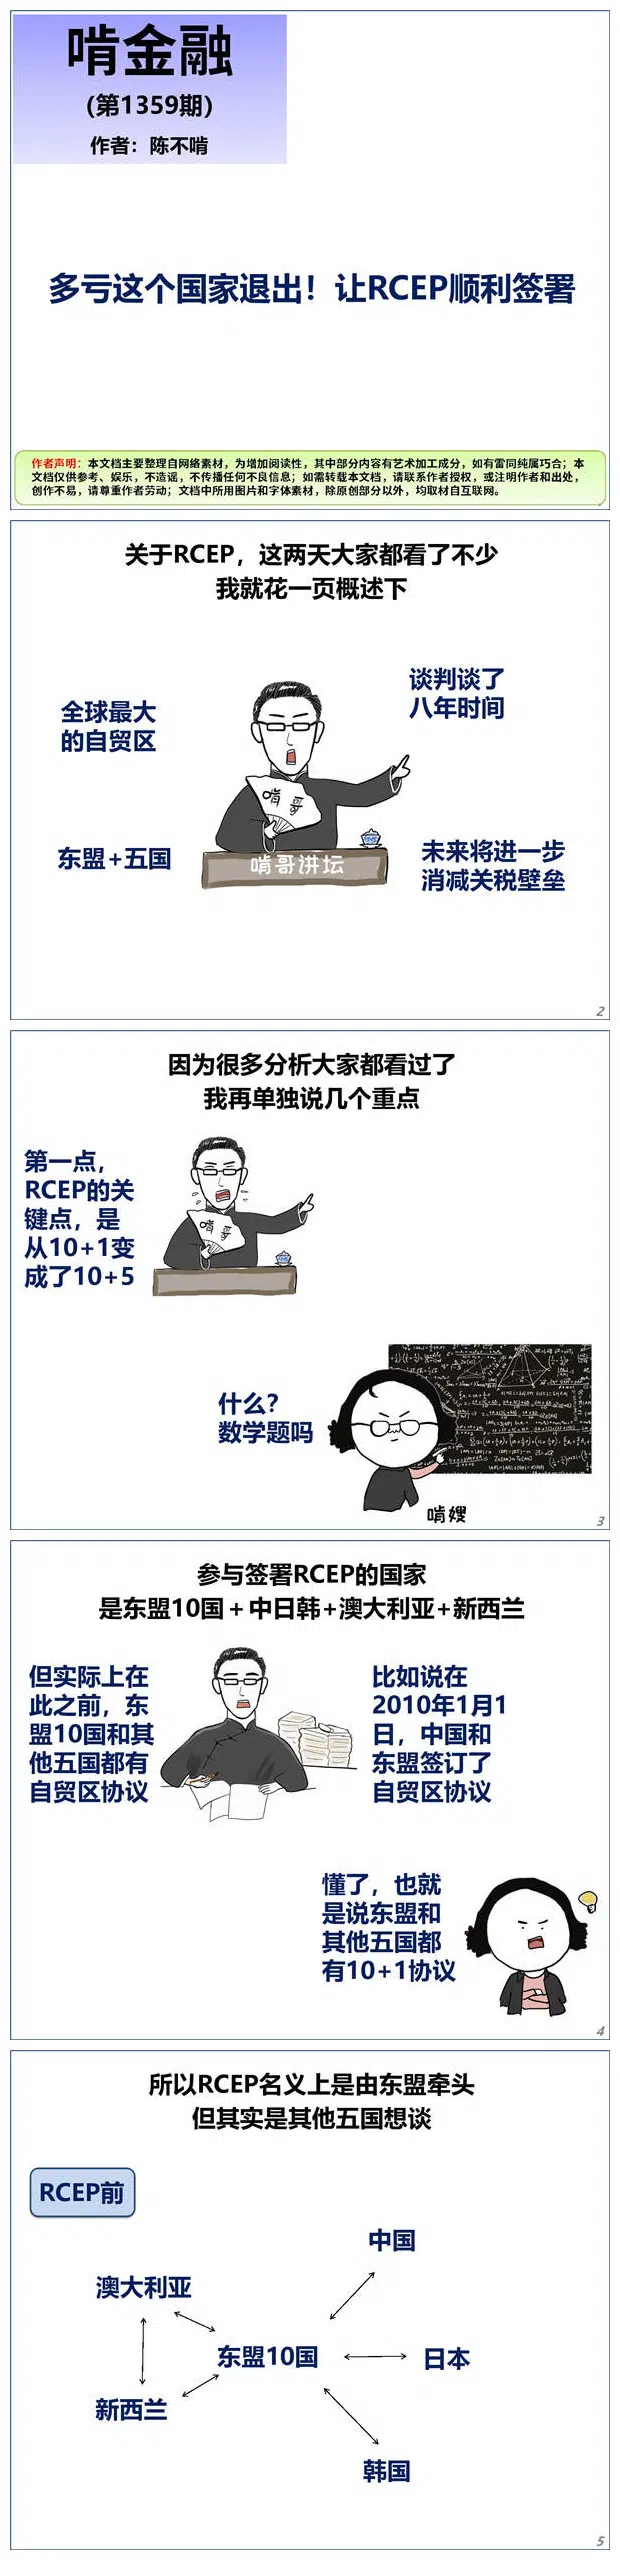 啃金融
(第1359期)
作者：陈不啃
多亏这个国家退出！让RCEP顺利签署
作者声明：本文档主要整理自网络素材，为增加阅读性，其中部分内容有艺术加工成分，如有雷同纯属巧合；本
文档仅供参考、娱乐，不造谣，不传播任何不良信息；如需转载本文档，请联系作者授权，或注明作者和出处，
创作不易，请尊重作者劳动；文档中所用图片和字体素材，除原创部分以外，均取材自互联网。
关于RCEP，这两天大家都看了不少
我就花一页概述下
全球最大
的自贸区
谈判谈了
八年时间
啃哥
东盟+五国
啃哥讲坛
未来将进一步
消减关税壁垒
2
因为很多分析大家都看过了
我再单独说几个重点
第一点，
RCEP的关
键点，是
从10+1变
成了10+5
啃哥
什么？
数学题吗
啃嫂
3
参与签署RCEP的国家
是东盟10国＋中日韩+澳大利亚+新西兰
但实际上在
此之前，东
盟10国和其
他五国都有
自贸区协议
比如说在
2010年1月1
日，中国和
东盟签订了
自贸区协议
懂了，也就
是说东盟和
其他五国都
有10+1协议
4
所以RCEP名义上是由东盟牵头
但其实是其他五国想谈
RCEP前
中国
澳大利亚
东盟10国
日本
新西兰
韩国
5